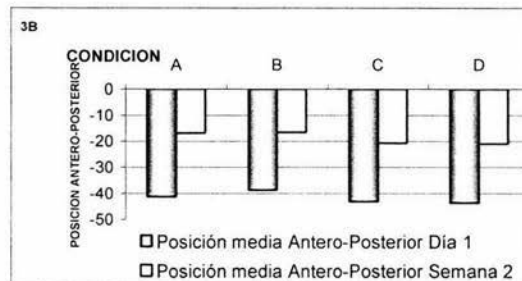 3B
CONDICION
A B C D
POSICION ANTERO-POSTERIOR
0
-10
-20
-30
-40
-50
Posición media Antero-Posterior Día 1
Posición media Antero-Posterior Semana 2